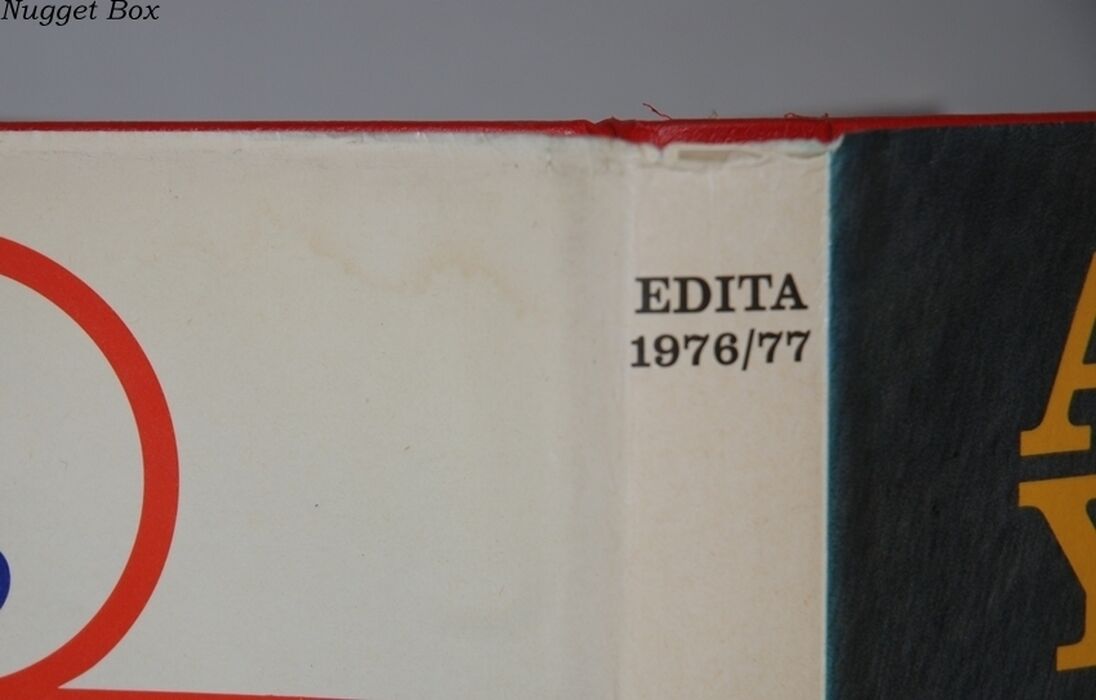 Nugget Box
EDITA
1976/77
A
Y